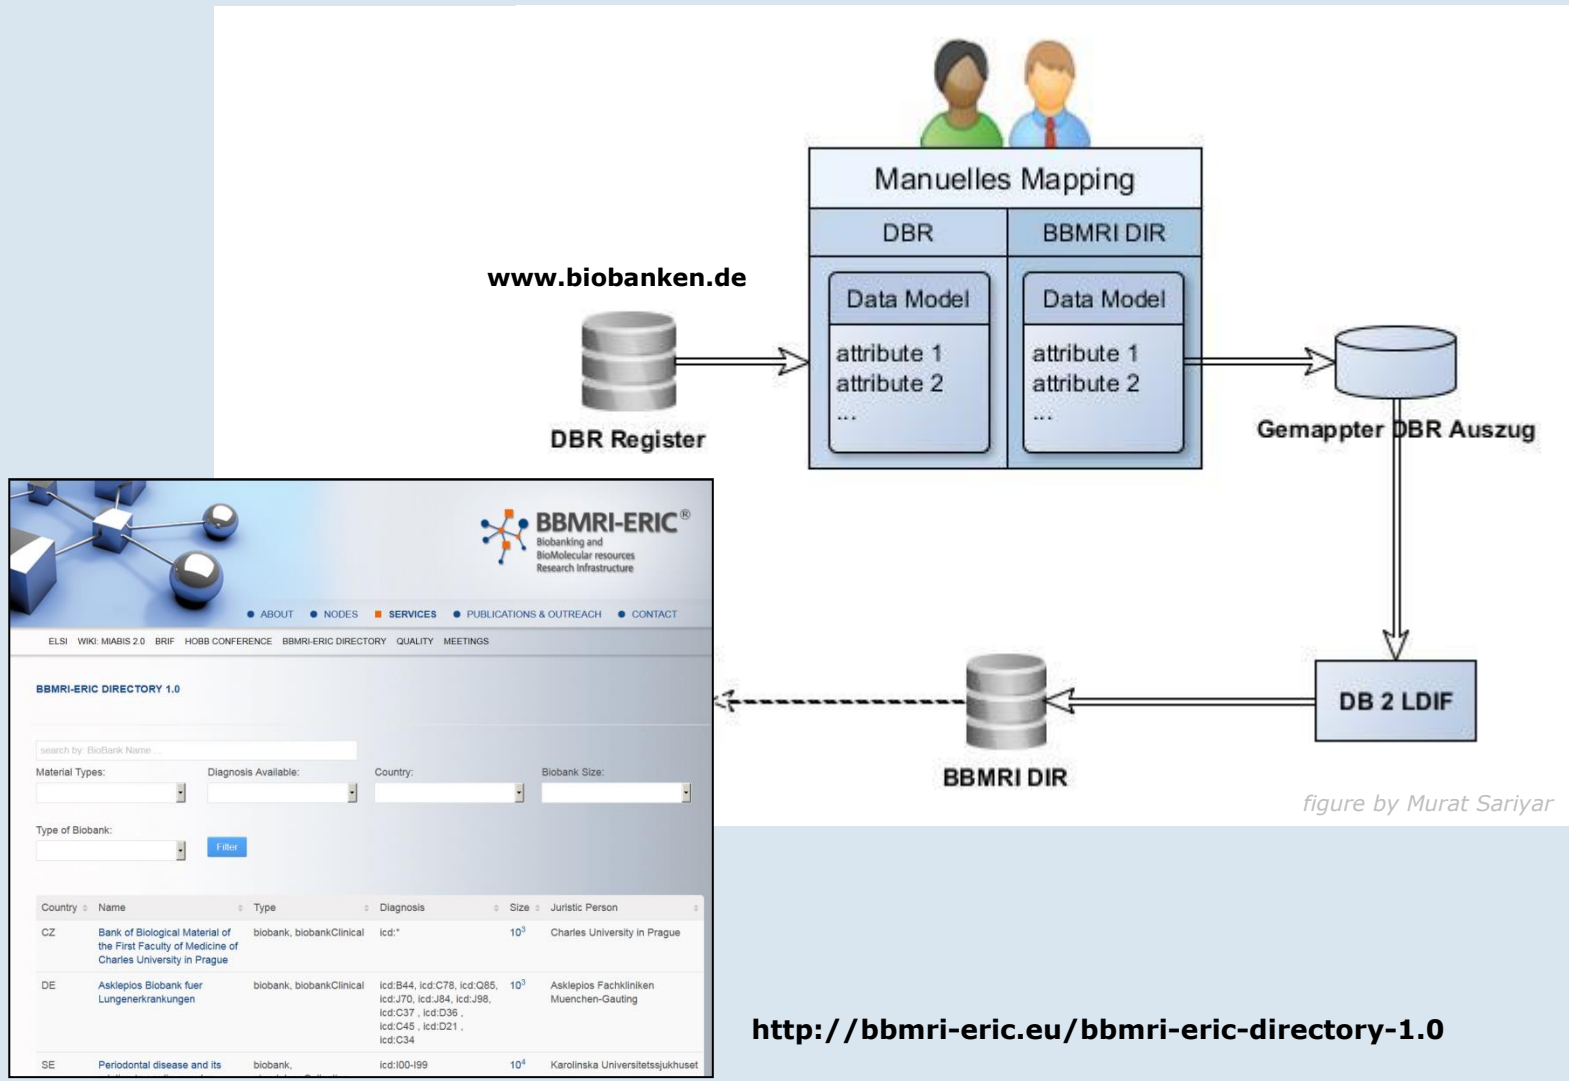 Manuelles Mapping
DBR
BBMRI DIR
www.biobanken.de
Data Model
Data Model
attribute 1
attribute 2
...
attribute 1
attribute 2
...
DBR Register
Gemappter DBR Auszug
BBMRI-ERIC®
Biobanking and
BioMolecular resources
Research Infrastructure
ABOUT NODES SERVICES PUBLICATIONS & OUTREACH CONTACT
ELSI WIKI: MIABIS 2.0 BRIF HOBB CONFERENCE BBMRI-ERIC DIRECTORY QUALITY MEETINGS
BBMRI-ERIC DIRECTORY 1.0
search by: BioBank Name ...
Material Types: Diagnosis Available: Country: Biobank Size:
Type of Biobank:
Filter
Country Name Type Diagnosis Size Juristic Person
CZ Bank of Biological Material of biobank, biobankClinical icd:* 10³ Charles University in Prague
the First Faculty of Medicine of
Charles University in Prague
DE Asklepios Biobank fuer biobank, biobankClinical icd:B44, icd:C78, icd:Q85, 10³ Asklepios Fachkliniken
Lungenerkrankungen icd:J70, icd:J84, icd:J98, Muenchen-Gauting
icd:C37 , icd:D36 ,
icd:C45 , icd:D21 ,
icd:C34
SE Periodontal disease and its biobank, icd:I00-I99 10⁴ Karolinska Universitetssjukhuset
DB 2 LDIF
BBMRI DIR
figure by Murat Sariyar
http://bbmri-eric.eu/bbmri-eric-directory-1.0